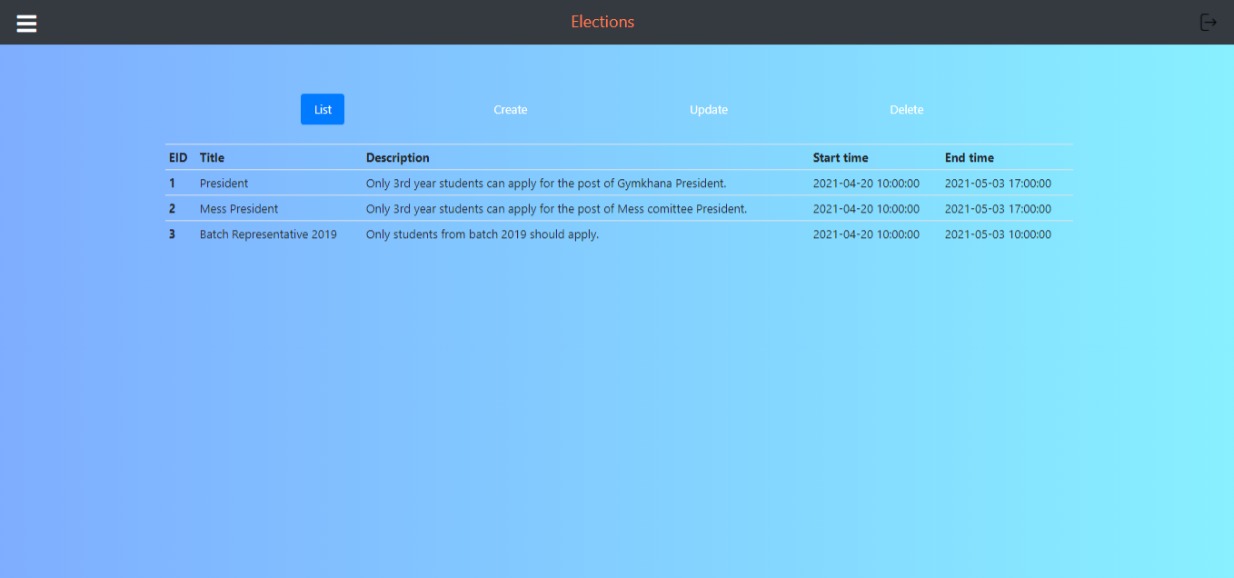 Elections
List Create Update Delete
EID Title Description Start time End time
1 President Only 3rd year students can apply for the post of Gymkhana President. 2021-04-20 10:00:00 2021-05-03 17:00:00
2 Mess President Only 3rd year students can apply for the post of Mess comittee President. 2021-04-20 10:00:00 2021-05-03 17:00:00
3 Batch Representative 2019 Only students from batch 2019 should apply. 2021-04-20 10:00:00 2021-05-03 10:00:00